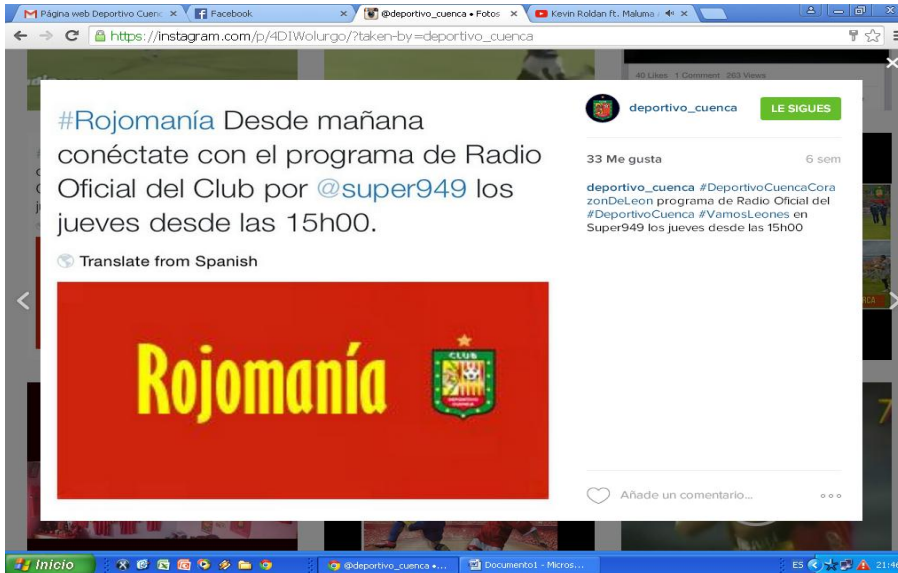 Página web Deportivo Cuenc
Facebook
@deportivo_cuenca • Fotos
Kevin Roldan Ft. Maluma
https://instagram.com/p/4DIWolurgo/?taken-by=deportivo_cuenca
40 Likes 1 Comment 263 Views
#Rojomanía Desde mañana
conéctate con el programa de Radio
Oficial del Club por @super949 los
jueves desde las 15h00.
Translate from Spanish
Rojomanía
CLUB
DEPORTIVO
CUENCA
deportivo_cuenca
LE SIGUES
33 Me gusta
6 sem
deportivo_cuenca #DeportivoCuencaCora
zonDeLeon programa de Radio Oficial del
#DeportivoCuenca #VamosLeones en
Super949 los jueves desde las 15h00
Añade un comentario...
7
Inicio
@deportivo_cuenca •...
Documento1 - Micros...
ES
21:46